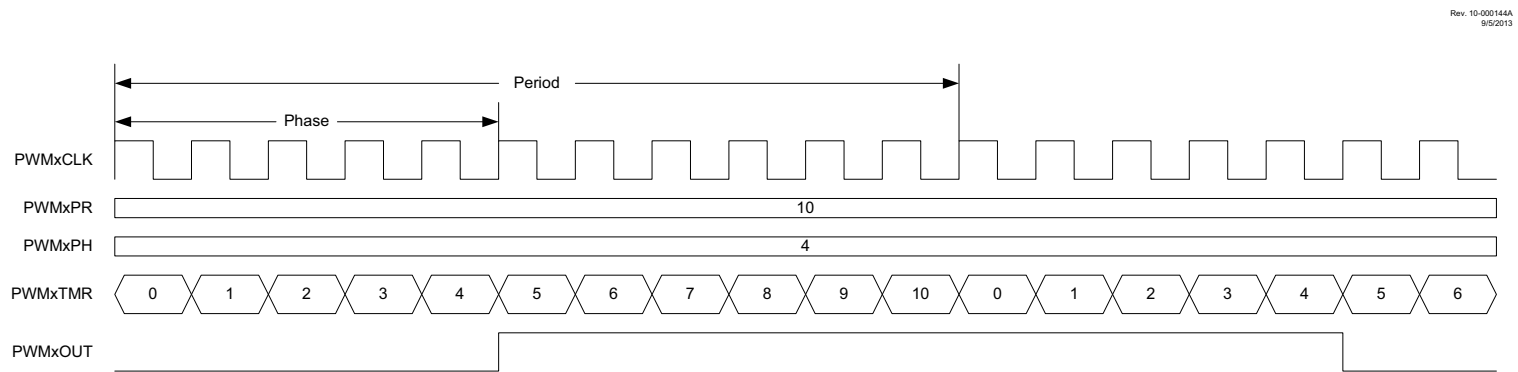 Rev. 10-000144A
9/5/2013
Period
Phase
PWMxCLK
PWMxPR 10
PWMxPH 4
PWMxTMR 0 1 2 3 4 5 6 7 8 9 10 0 1 2 3 4 5 6
PWMxOUT